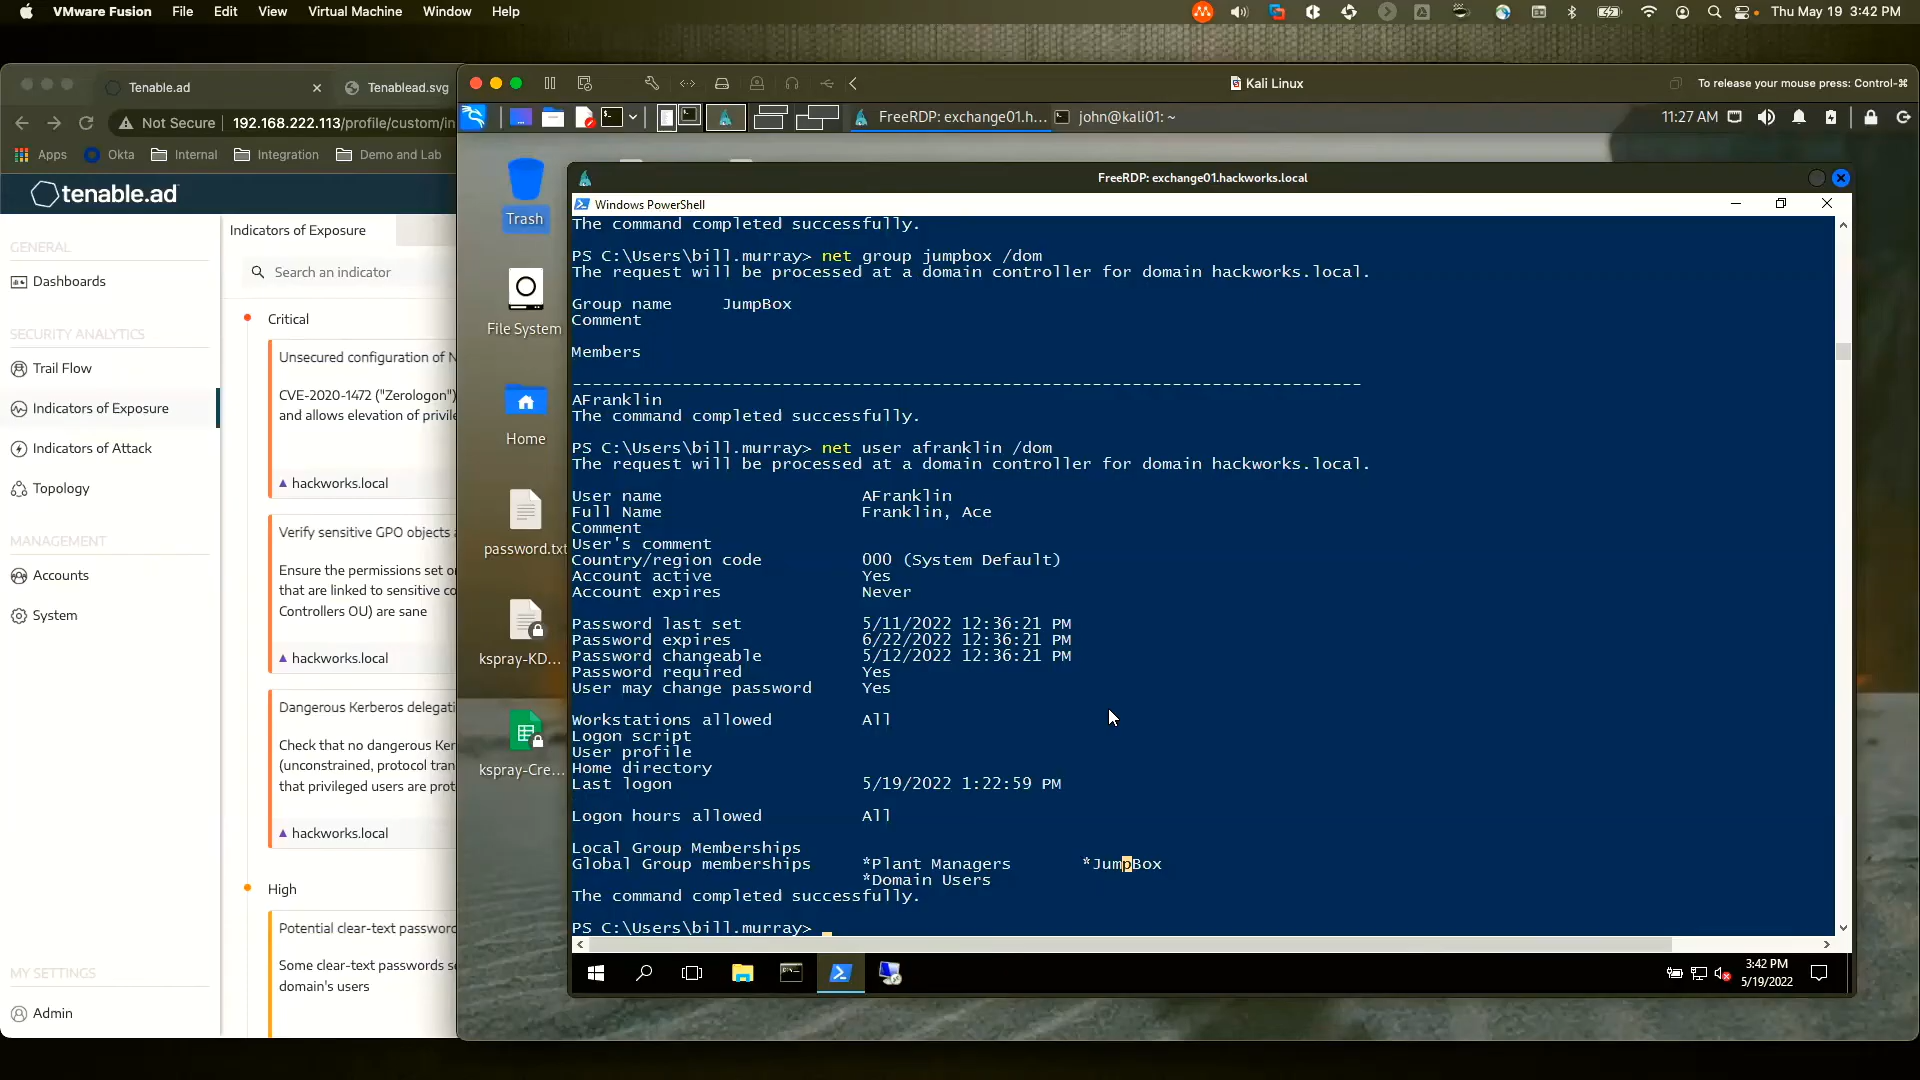 VMware Fusion File Edit View Virtual Machine Window Help
Thu May 19 3:42 PM
Tenable.ad
Tenablead.svg
Kali Linux
To release your mouse press: Control-⌘
Not Secure 192.168.222.113/profile/custom/in
FreeRDP: exchange01.h...
john@kali01: ~
11:27 AM
Apps Okta Internal Integration Demo and Lab
tenable.ad
GENERAL
Dashboards
SECURITY ANALYTICS
Trail Flow
Indicators of Exposure
Indicators of Attack
Topology
MANAGEMENT
Accounts
System
MY SETTINGS
Admin
Indicators of Exposure
Search an indicator
Critical
Unsecured configuration of N
CVE-2020-1472 ("Zerologon")
and allows elevation of privile
hackworks.local
Verify sensitive GPO objects a
Ensure the permissions set on
that are linked to sensitive co
Controllers OU) are sane
hackworks.local
Dangerous Kerberos delegati
Check that no dangerous Ker
(unconstrained, protocol tran
that privileged users are prot
hackworks.local
High
Potential clear-text password
Some clear-text passwords se
domain's users
Trash
File System
Home
password.txt
kspray-KD...
kspray-Cre...
FreeRDP: exchange01.hackworks.local
Windows PowerShell
The command completed successfully.
PS C:\Users\bill.murray> net group jumpbox /dom
The request will be processed at a domain controller for domain hackworks.local.
Group name     JumpBox
Comment
Members
-------------------------------------------------------------------------------
AFranklin
The command completed successfully.
PS C:\Users\bill.murray> net user afranklin /dom
The request will be processed at a domain controller for domain hackworks.local.
User name                    AFranklin
Full Name                    Franklin, Ace
Comment
User's comment
Country/region code          000 (System Default)
Account active               Yes
Account expires              Never
Password last set            5/11/2022 12:36:21 PM
Password expires             6/22/2022 12:36:21 PM
Password changeable          5/12/2022 12:36:21 PM
Password required            Yes
User may change password     Yes
Workstations allowed         All
Logon script
User profile
Home directory
Last logon                   5/19/2022 1:22:59 PM
Logon hours allowed          All
Local Group Memberships
Global Group memberships     *Plant Managers       *JumpBox
*Domain Users
The command completed successfully.
PS C:\Users\bill.murray>
3:42 PM
5/19/2022